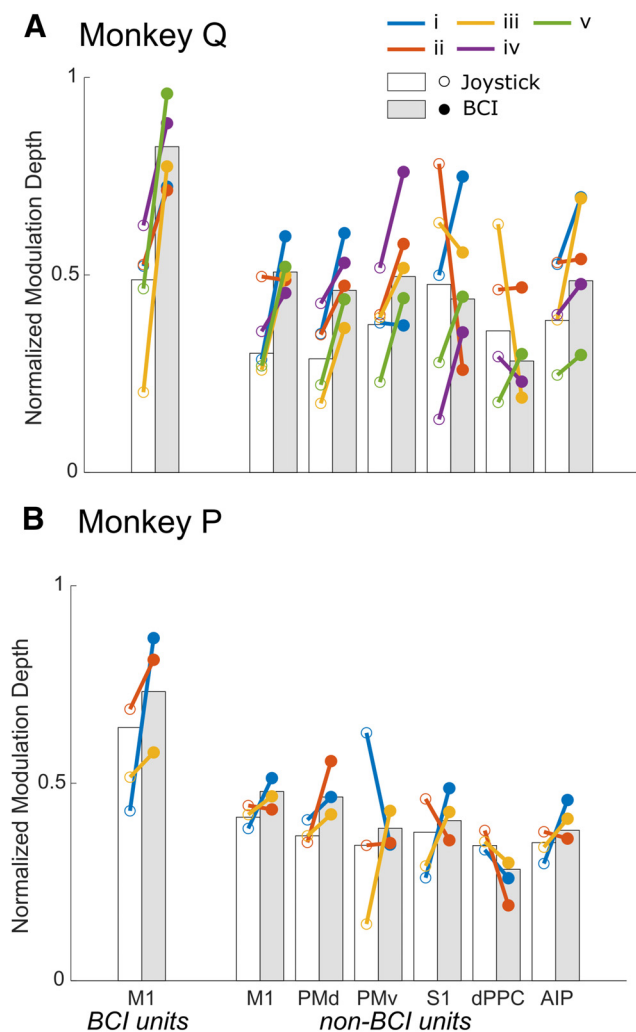 A Monkey Q
i iii v
ii iv
Joystick
BCI
1
0.5
0
Normalized Modulation Depth
B Monkey P
1
0.5
0
Normalized Modulation Depth
M1 M1 PMd PMv S1 dPPC AIP
BCI units non-BCI units